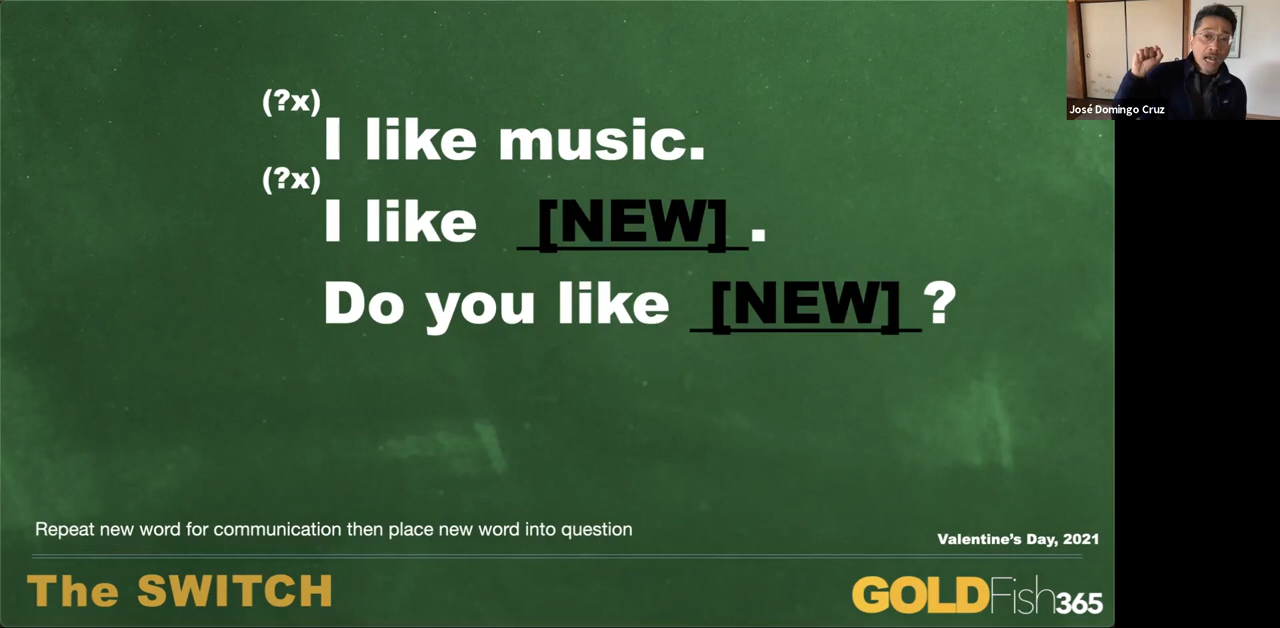 (?x)
I like music.
(?x)
I like [NEW] .
Do you like [NEW] ?
Repeat new word for communication then place new word into question
Valentine’s Day, 2021
The SWITCH
GOLDFish365
José Domingo Cruz